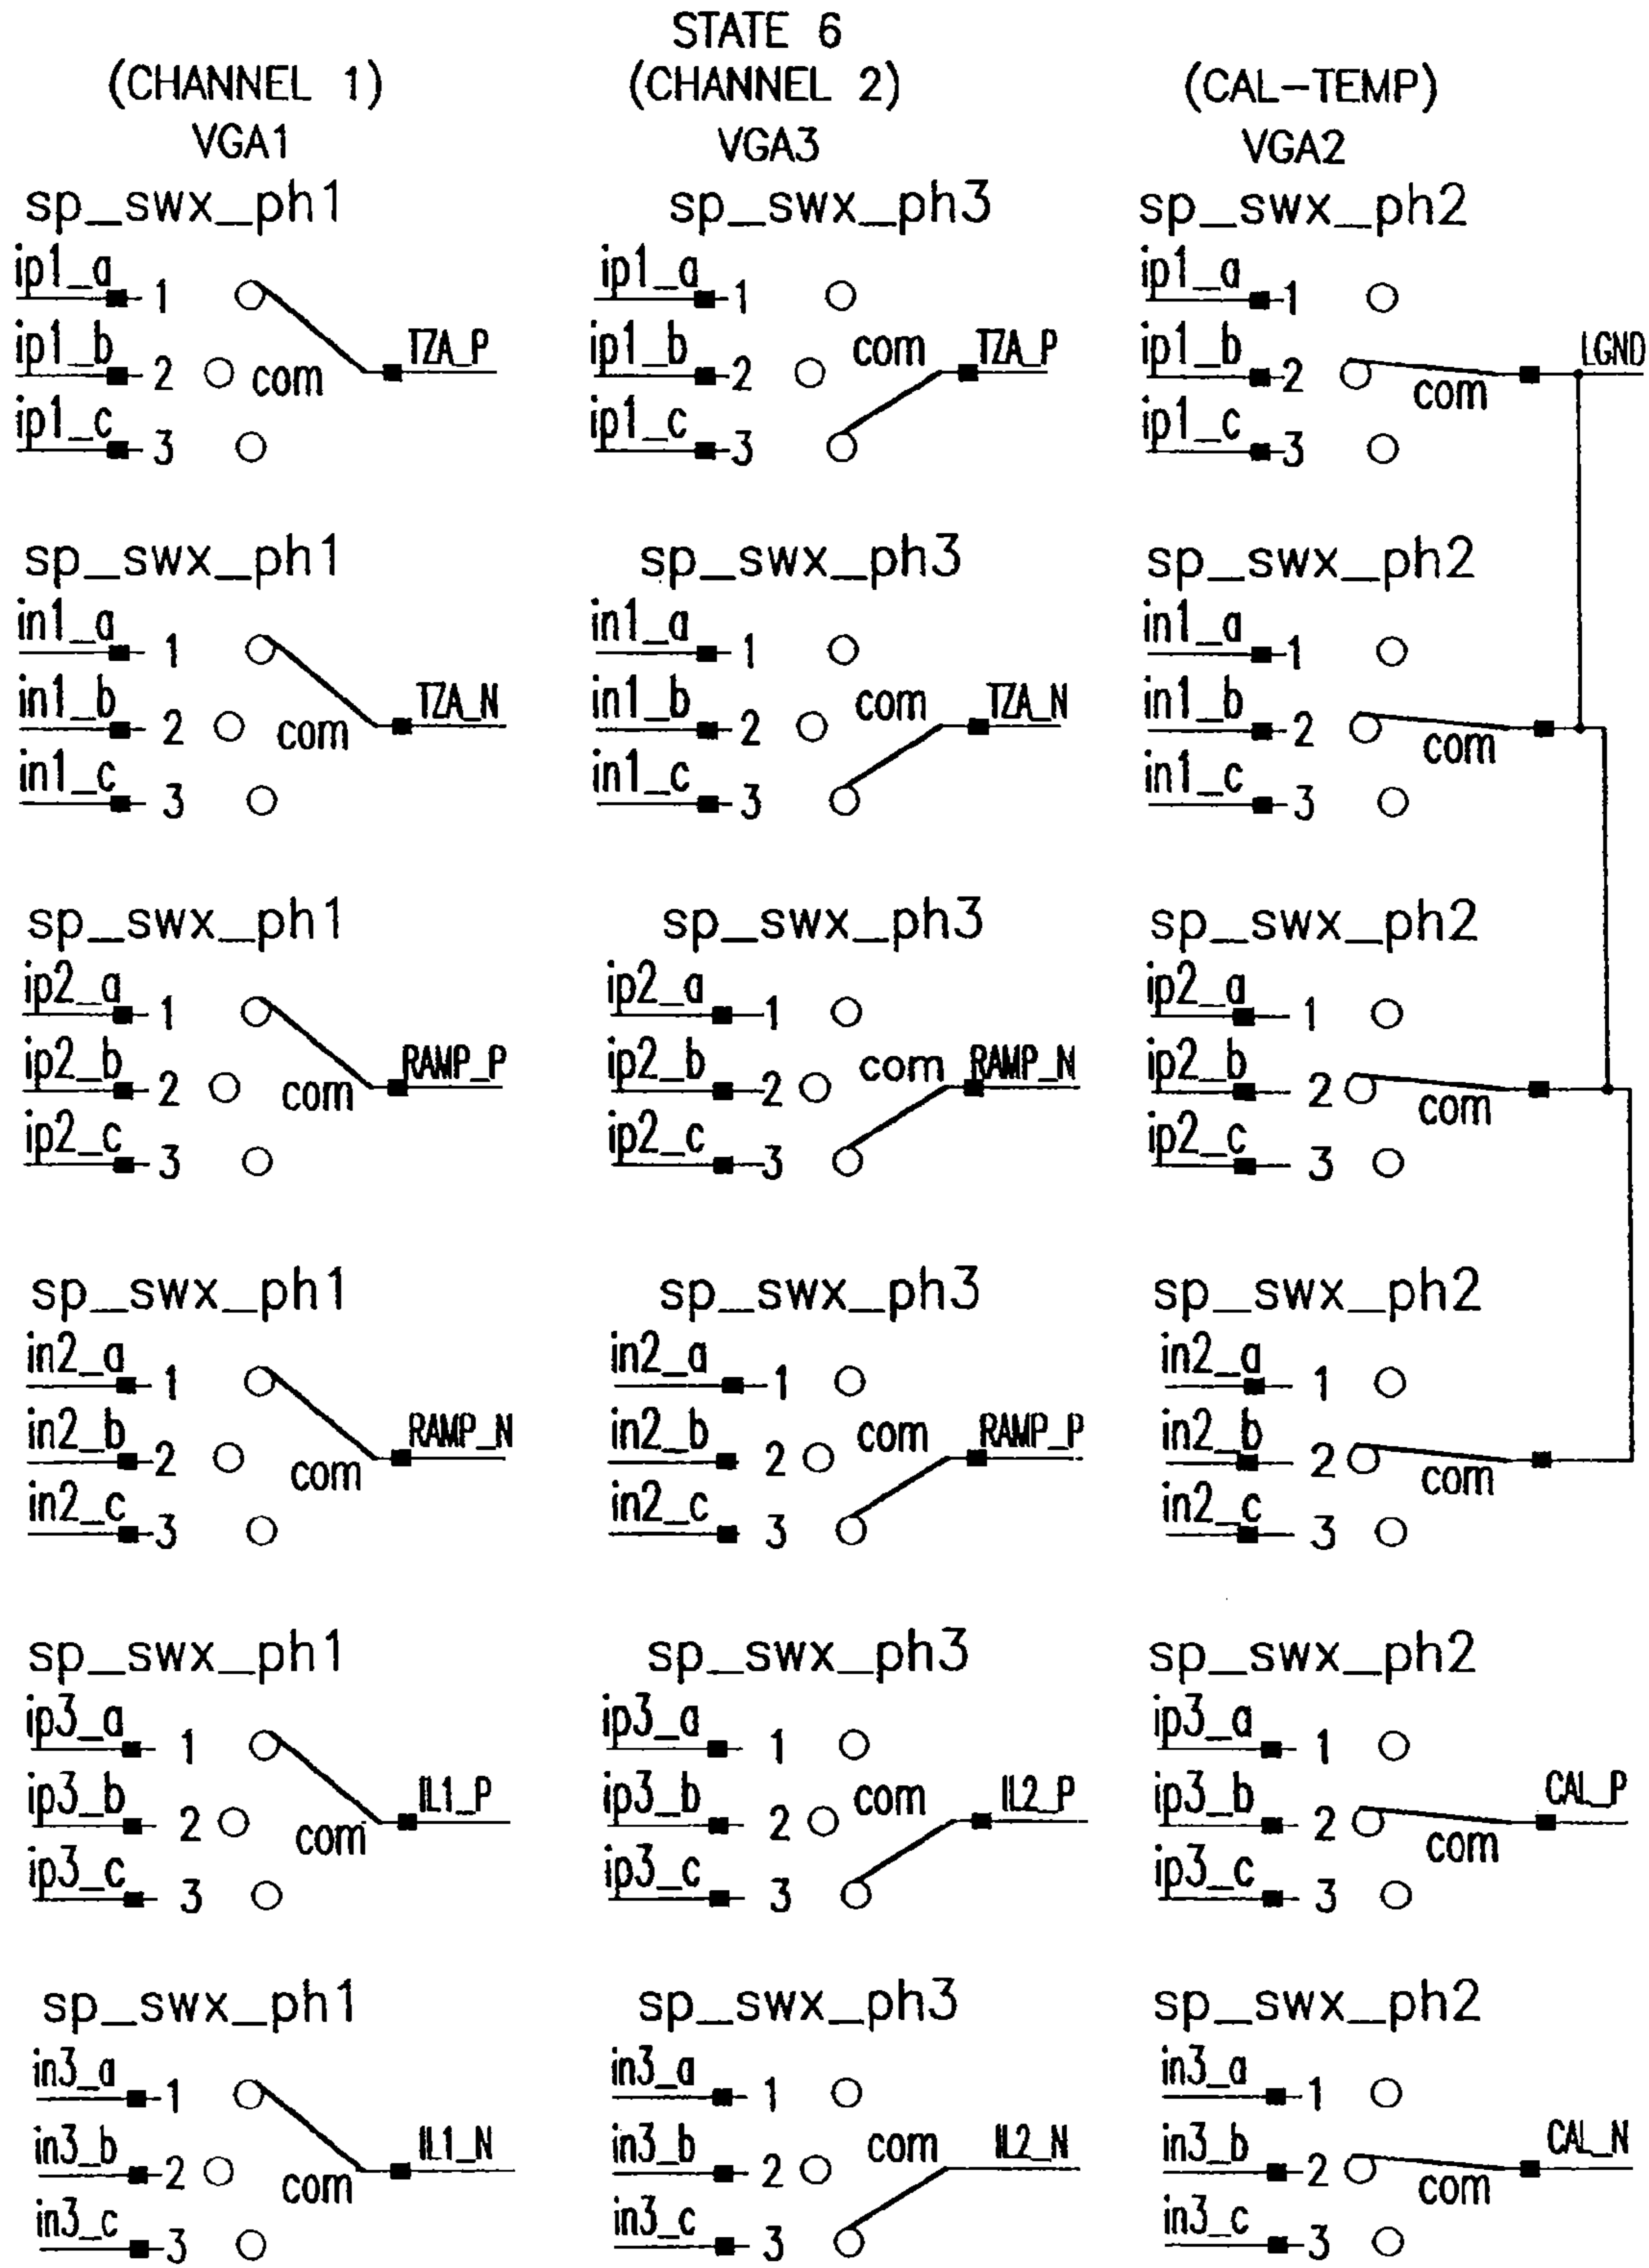 STATE 6
(CHANNEL 1) (CHANNEL 2) (CAL-TEMP)
VGA1 VGA3 VGA2
sp_swx_ph1 sp_swx_ph3 sp_swx_ph2
ip1_a 1 ip1_a 1 ip1_a 1
ip1_b 2 com TZA_P ip1_b 2 com TZA_P ip1_b 2 com LGND
ip1_c 3 ip1_c 3 ip1_c 3
sp_swx_ph1 sp_swx_ph3 sp_swx_ph2
in1_a 1 in1_a 1 in1_a 1
in1_b 2 com TZA_N in1_b 2 com TZA_N in1_b 2 com
in1_c 3 in1_c 3 in1_c 3
sp_swx_ph1 sp_swx_ph3 sp_swx_ph2
ip2_a 1 ip2_a 1 ip2_a 1
ip2_b 2 com RAMP_P ip2_b 2 com RAMP_N ip2_b 2 com
ip2_c 3 ip2_c 3 ip2_c 3
sp_swx_ph1 sp_swx_ph3 sp_swx_ph2
in2_a 1 in2_a 1 in2_a 1
in2_b 2 com RAMP_N in2_b 2 com RAMP_P in2_b 2 com
in2_c 3 in2_c 3 in2_c 3
sp_swx_ph1 sp_swx_ph3 sp_swx_ph2
ip3_a 1 ip3_a 1 ip3_a 1
ip3_b 2 com IL1_P ip3_b 2 com IL2_P ip3_b 2 com CAL_P
ip3_c 3 ip3_c 3 ip3_c 3
sp_swx_ph1 sp_swx_ph3 sp_swx_ph2
in3_a 1 in3_a 1 in3_a 1
in3_b 2 com IL1_N in3_b 2 com IL2_N in3_b 2 com CAL_N
in3_c 3 in3_c 3 in3_c 3